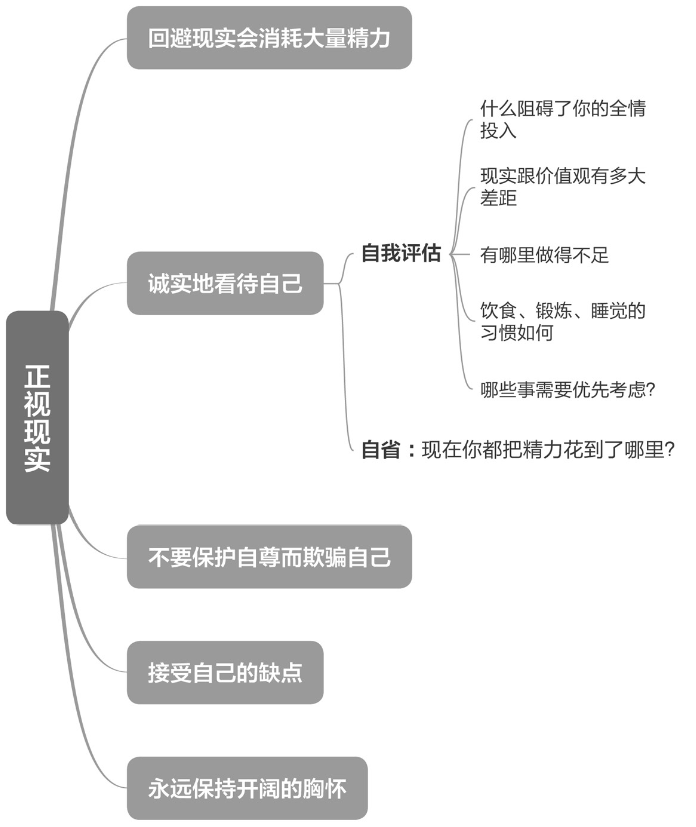 正视现实
回避现实会消耗大量精力
诚实地看待自己
自我评估
什么阻碍了你的全情
投入
现实跟价值观有多大
差距
有哪里做得不足
饮食、锻炼、睡觉的
习惯如何
哪些事需要优先考虑?
自省：现在你都把精力花到了哪里?
不要保护自尊而欺骗自己
接受自己的缺点
永远保持开阔的胸怀